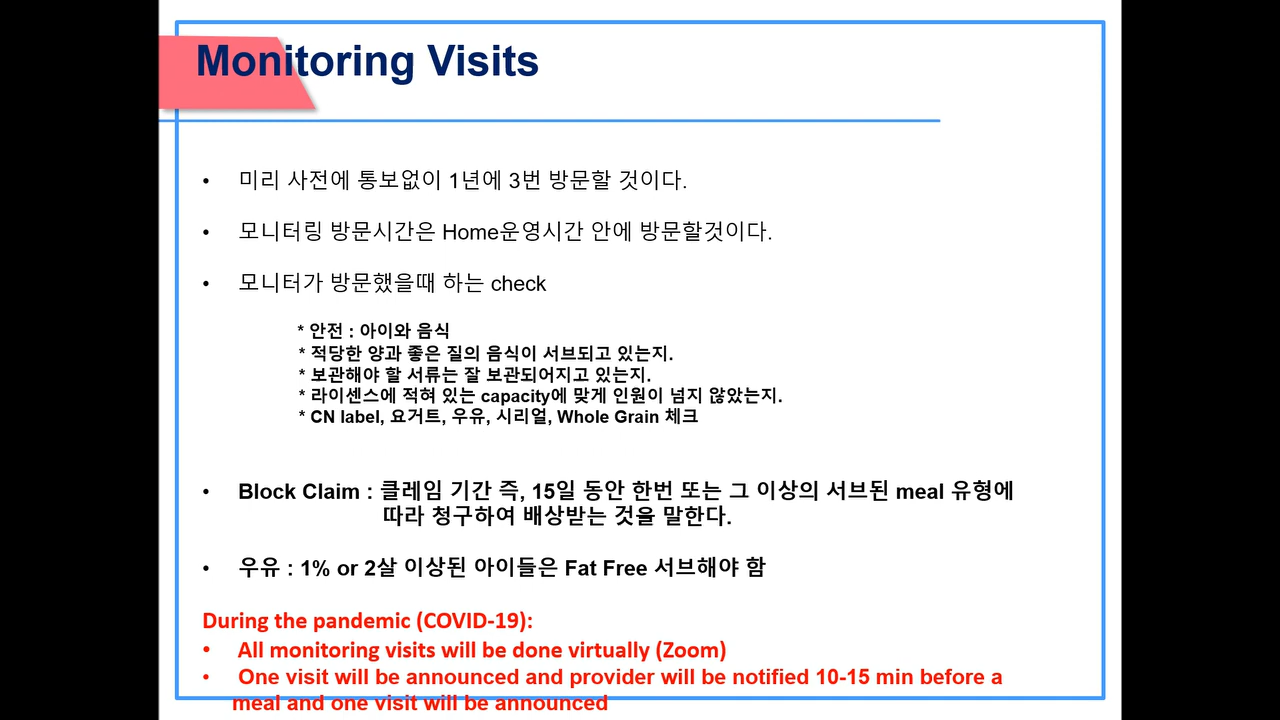 Monitoring Visits
• 미리 사전에 통보없이 1년에 3번 방문할 것이다.
• 모니터링 방문시간은 Home운영시간 안에 방문할것이다.
• 모니터가 방문했을때 하는 check
* 안전 : 아이와 음식
* 적당한 양과 좋은 질의 음식이 서브되고 있는지.
* 보관해야 할 서류는 잘 보관되어지고 있는지.
* 라이센스에 적혀 있는 capacity에 맞게 인원이 넘지 않았는지.
* CN label, 요거트, 우유, 시리얼, Whole Grain 체크
• Block Claim : 클레임 기간 즉, 15일 동안 한번 또는 그 이상의 서브된 meal 유형에
따라 청구하여 배상받는 것을 말한다.
• 우유 : 1% or 2살 이상된 아이들은 Fat Free 서브해야 함
During the pandemic (COVID-19):
• All monitoring visits will be done virtually (Zoom)
• One visit will be announced and provider will be notified 10-15 min before a
meal and one visit will be announced